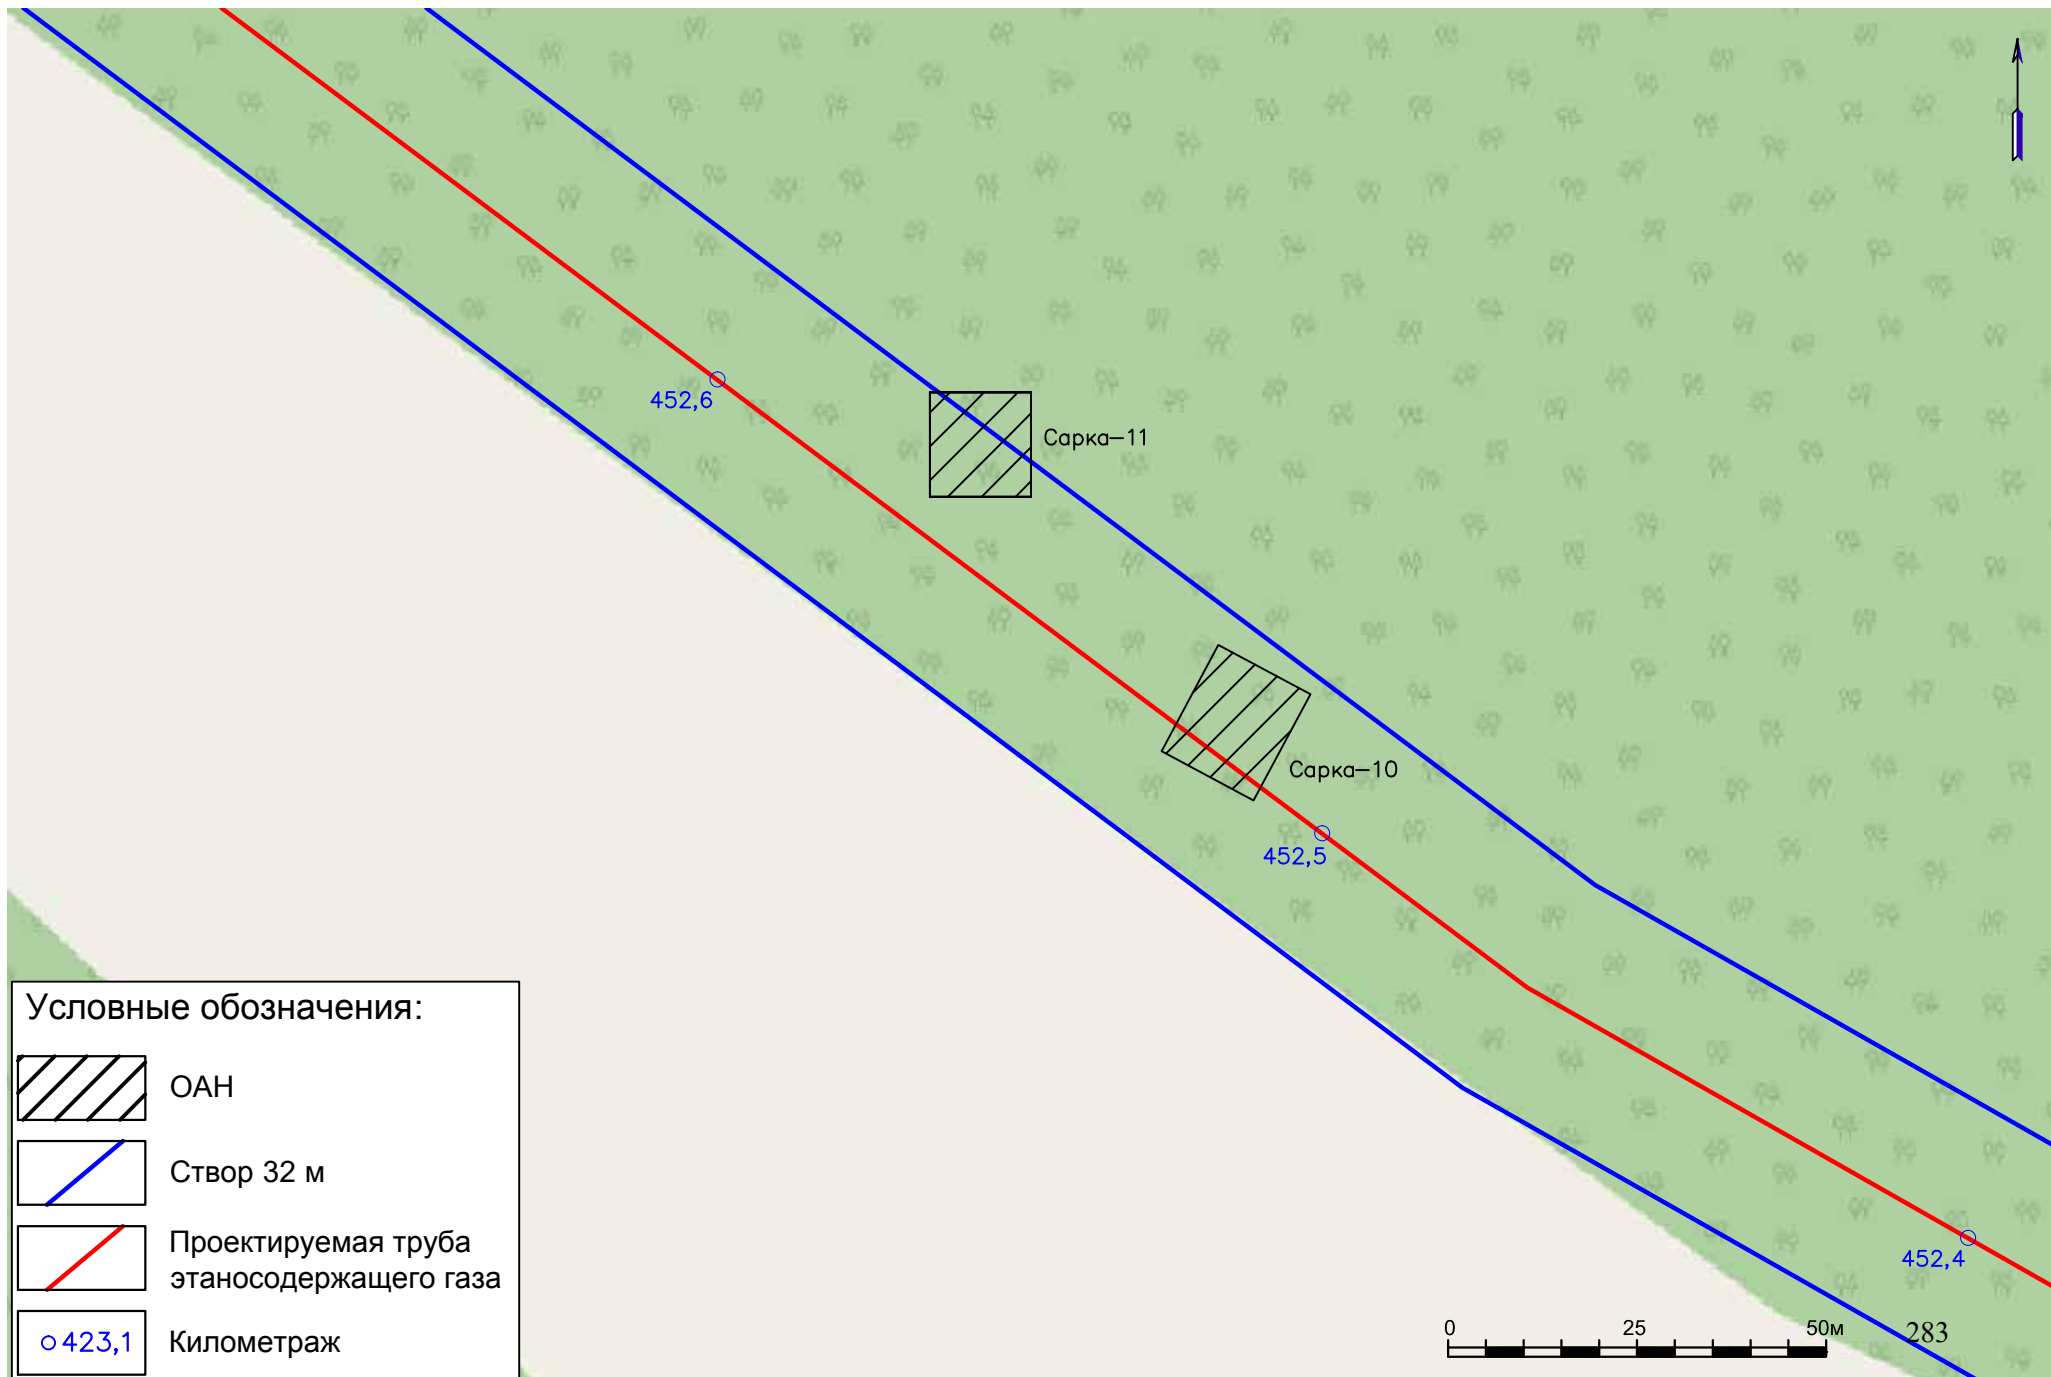 452,6
Сарка-11
Сарка-10
452,5
452,4
Условные обозначения:
ОАН
Створ 32 м
Проектируемая труба
этаносодержащего газа
423,1
Километраж
0 25 50м
283